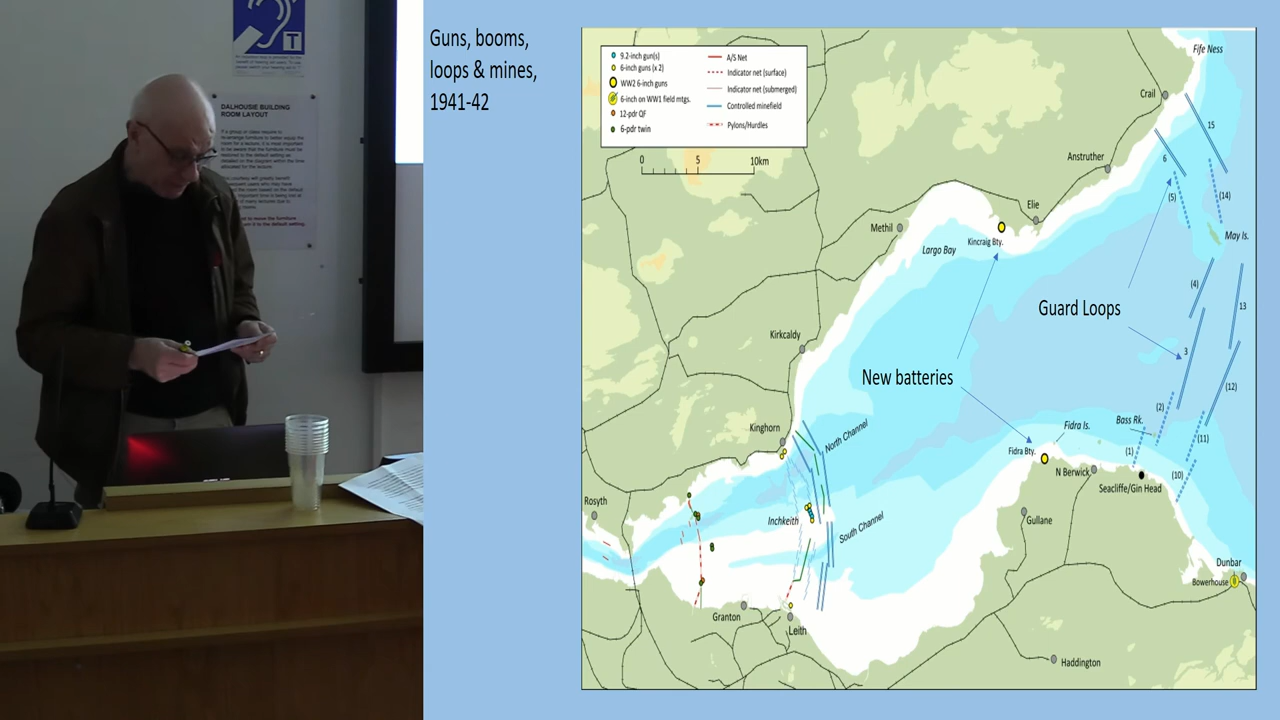 T
DALHOUSIE BUILDING
ROOM LAYOUT
Guns, booms,
loops & mines,
1941-42
9.2-inch gun(s)
6-inch guns (x 2)
WW2 6-inch guns
6-inch on WW1 field mtgs.
12-pdr QF
6-pdr twin
A/S Net
Indicator net (surface)
Indicator net (submerged)
Controlled minefield
Pylons/Hurdles
0 5 10km
Fife Ness
Crail
15
6
Anstruther
(5)
(14)
Elie
Methil
May Is.
Kincraig Bty.
Largo Bay
(4)
Guard Loops
13
Kirkcaldy
3
New batteries
(12)
(2)
Kinghorn
North Channel
Bass Rk.
Fidra Is.
(11)
Fidra Bty.
(1)
N Berwick
(10)
Seacliffe/Gin Head
Rosyth
Inchkeith
South Channel
Gullane
Dunbar
Bowerhouse
Granton
Leith
Haddington